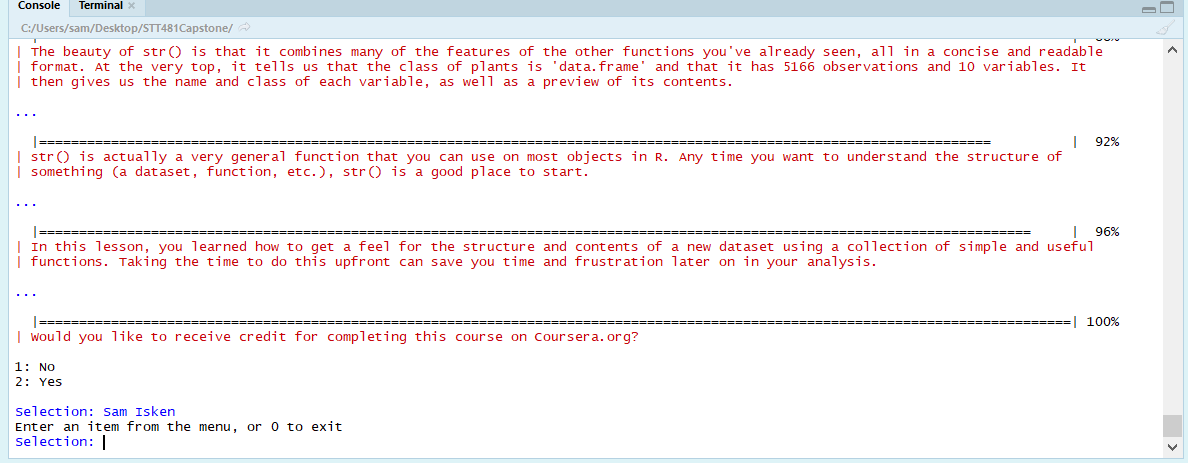 Console Terminal ×
C:/Users/sam/Desktop/STT481Capstone/
| The beauty of str() is that it combines many of the features of the other functions you've already seen, all in a concise and readable
| format. At the very top, it tells us that the class of plants is 'data.frame' and that it has 5166 observations and 10 variables. It
| then gives us the name and class of each variable, as well as a preview of its contents.
...
|======================================================================================================================= | 92%
| str() is actually a very general function that you can use on most objects in R. Any time you want to understand the structure of
| something (a dataset, function, etc.), str() is a good place to start.
...
|============================================================================================================================ | 96%
| In this lesson, you learned how to get a feel for the structure and contents of a new dataset using a collection of simple and useful
| functions. Taking the time to do this upfront can save you time and frustration later on in your analysis.
...
|=================================================================================================================================| 100%
| Would you like to receive credit for completing this course on Coursera.org?
1: No
2: Yes
Selection: Sam Isken
Enter an item from the menu, or 0 to exit
Selection: